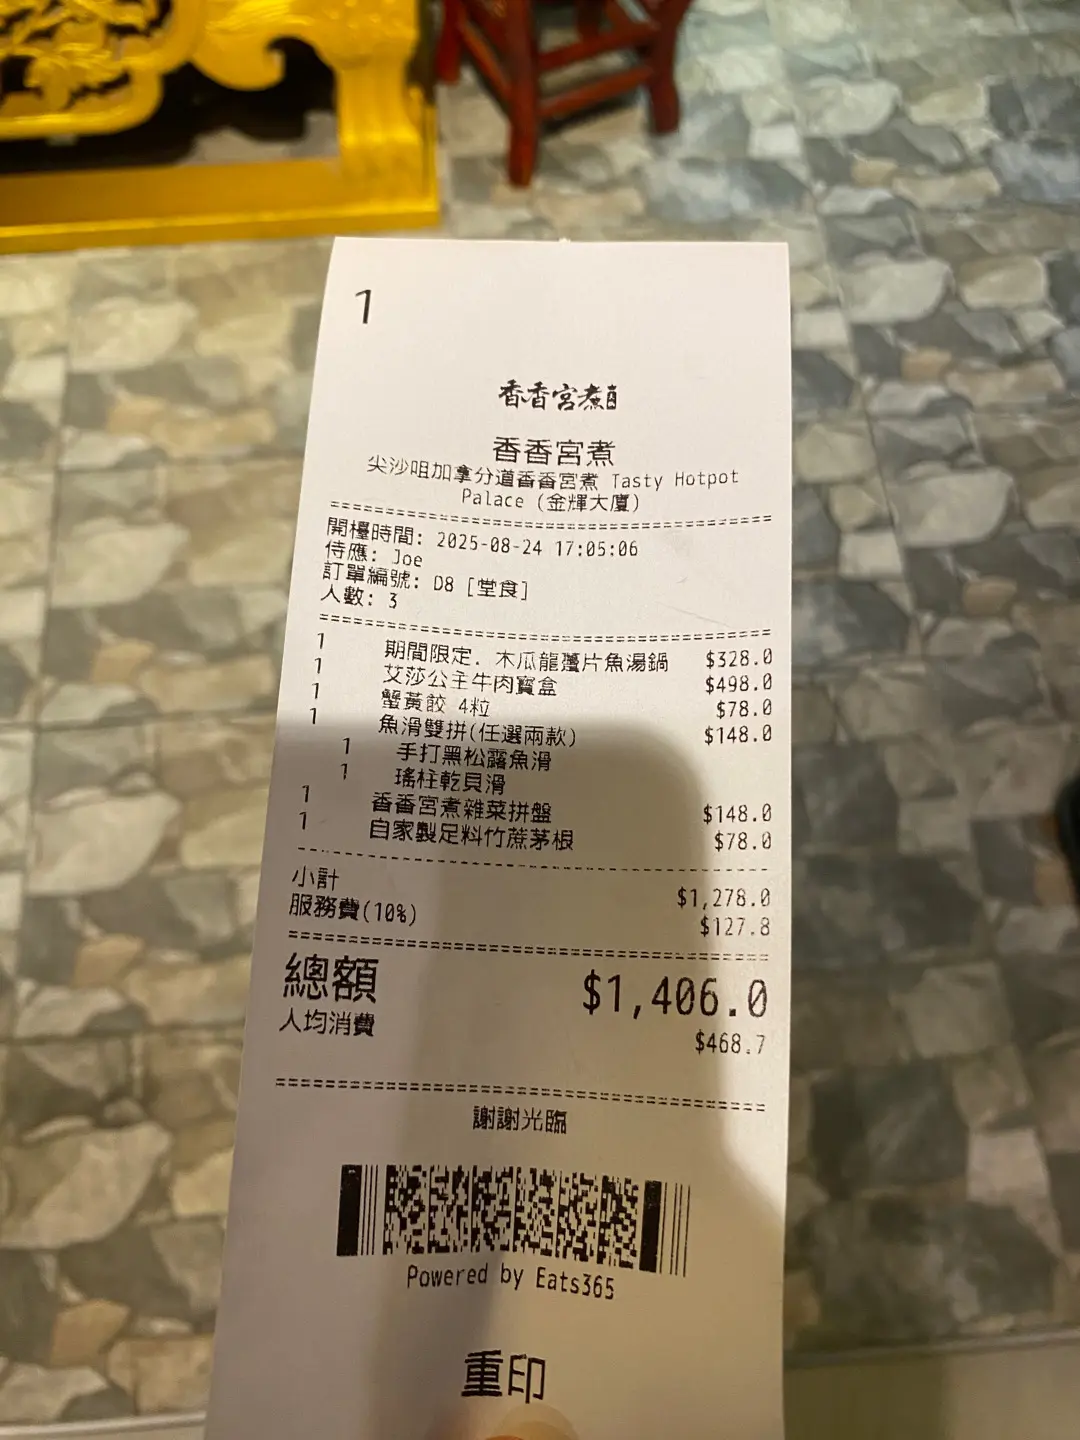 1
香香宮煮
香香宮煮
尖沙咀加拿分道香香宮煮 Tasty Hotpot
Palace (金輝大廈)
開檯時間: 2025-08-24 17:05:06
侍應: Joe
訂單編號: D8 [堂食]
人數: 3
1 期間限定. 木瓜龍躉片魚湯鍋 $328.0
1 艾莎公主牛肉寶盒 $498.0
1 蟹黃餃 4粒 $78.0
1 魚滑雙拼(任選兩款) $148.0
1 手打黑松露魚滑
1 瑤柱乾貝滑
1 香香宮煮雜菜拼盤 $148.0
1 自家製足料竹蔗茅根 $78.0
小計 $1,278.0
服務費(10%) $127.8
總額 $1,406.0
人均消費 $468.7
謝謝光臨
Powered by Eats365
重印